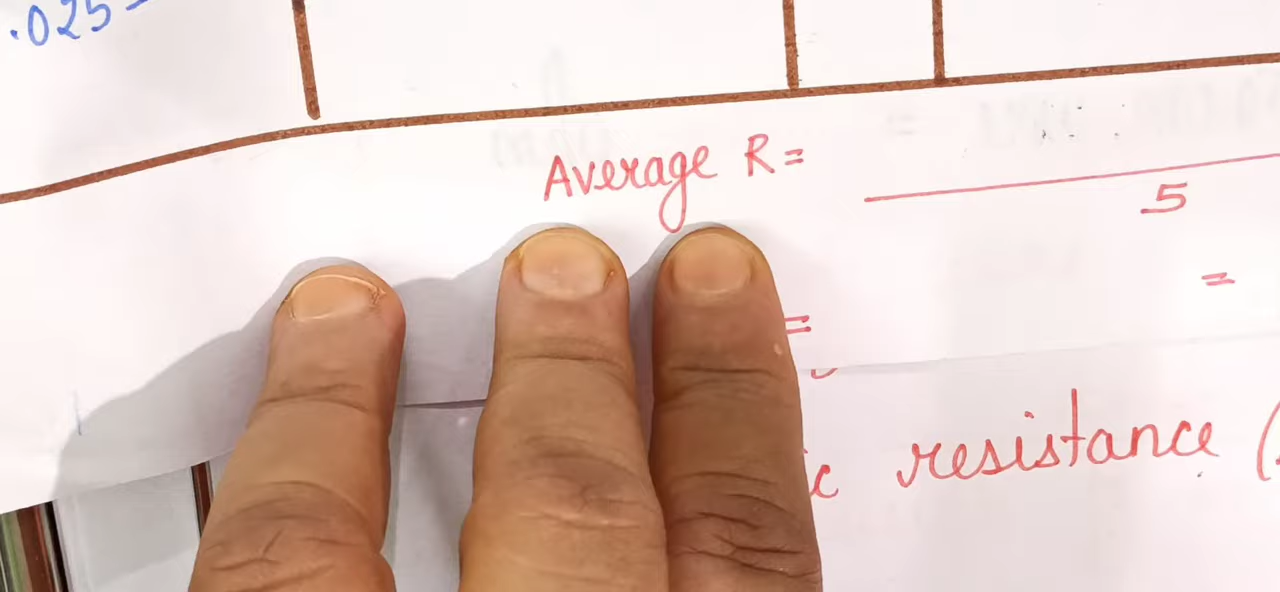 .025
Average R=
5
=
=
resistance (